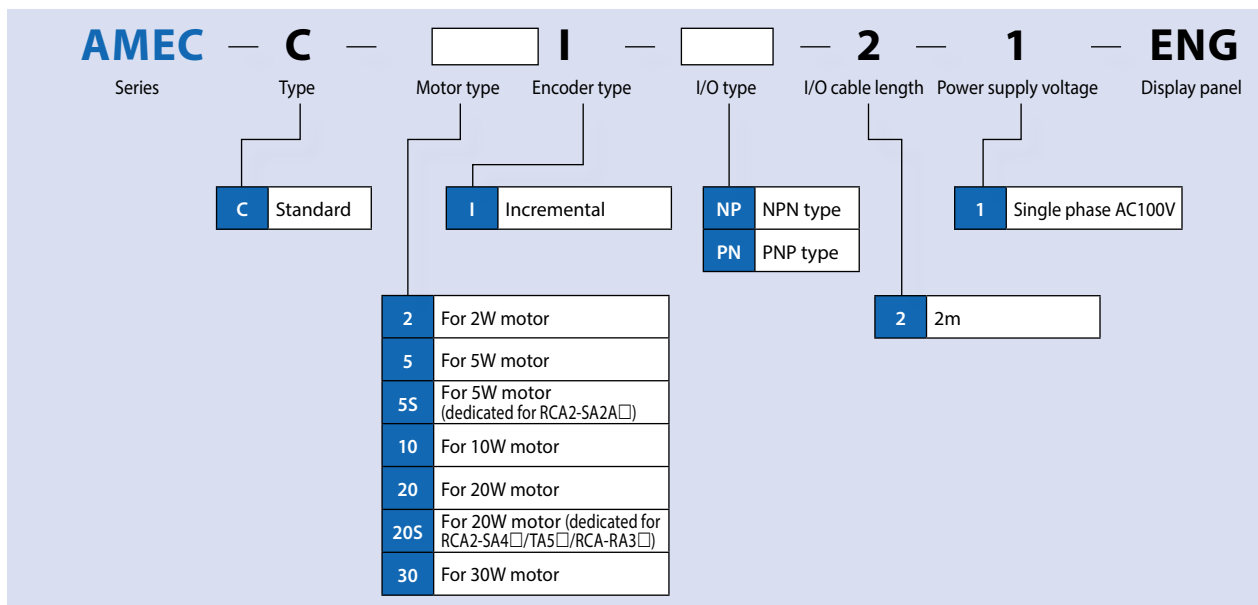 AMEC — C — I — — 2 — 1 — ENG
Series Type Motor type Encoder type I/O type I/O cable length Power supply voltage Display panel
C Standard
I Incremental
NP NPN type
PN PNP type
1 Single phase AC100V
2 For 2W motor
5 For 5W motor
5S For 5W motor
(dedicated for RCA2-SA2A□)
10 For 10W motor
20 For 20W motor
20S For 20W motor (dedicated for
RCA2-SA4□/TA5□/RCA-RA3□)
30 For 30W motor
2 2m